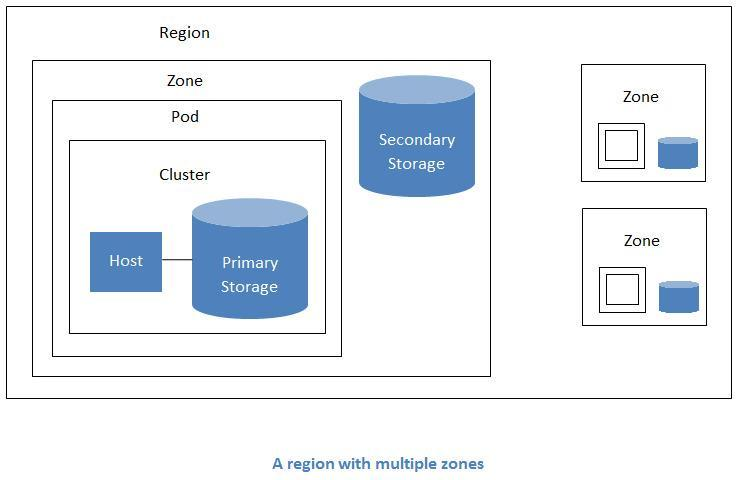 Region
Zone
Pod
Cluster
Host
Primary
Storage
Secondary
Storage
Zone
Zone
A region with multiple zones